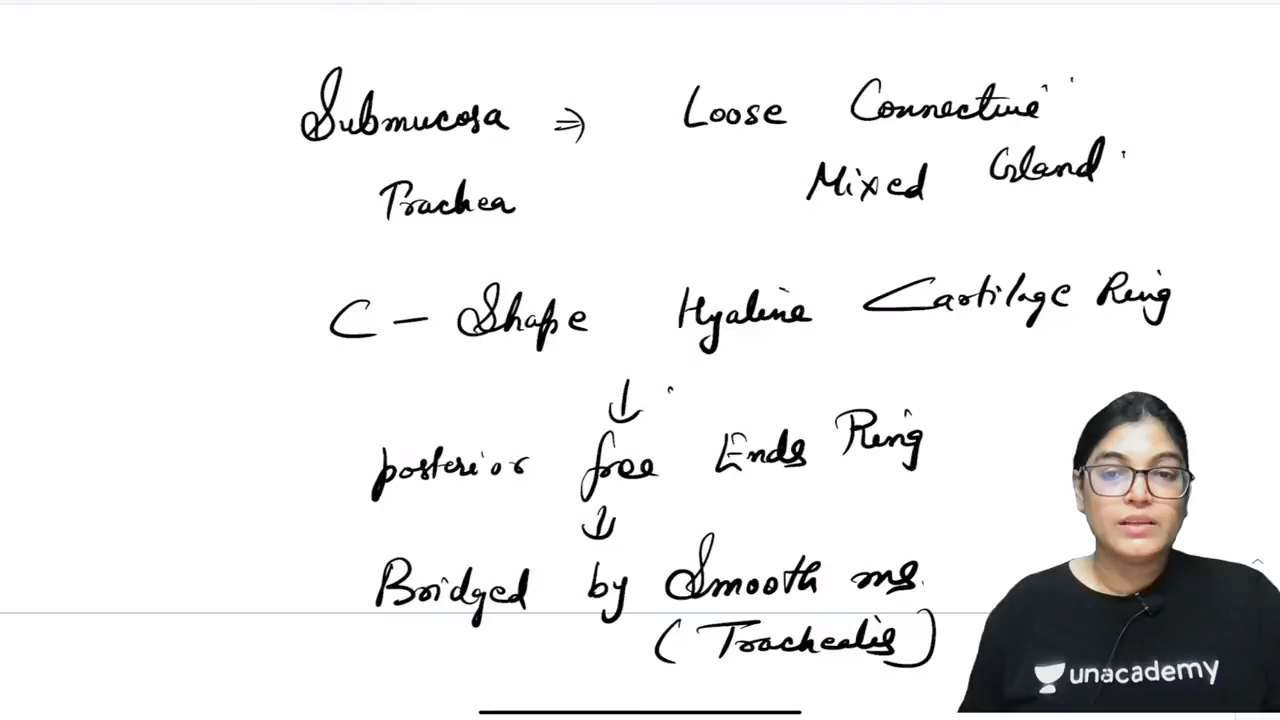 Submucosa ⇒ Loose Connective
Trachea Mixed Gland
C - Shape Hyaline Cartilage Ring
↓
posterior free Ends Ring
↓
Bridged by Smooth ms.
(Trachealis)
unacademy